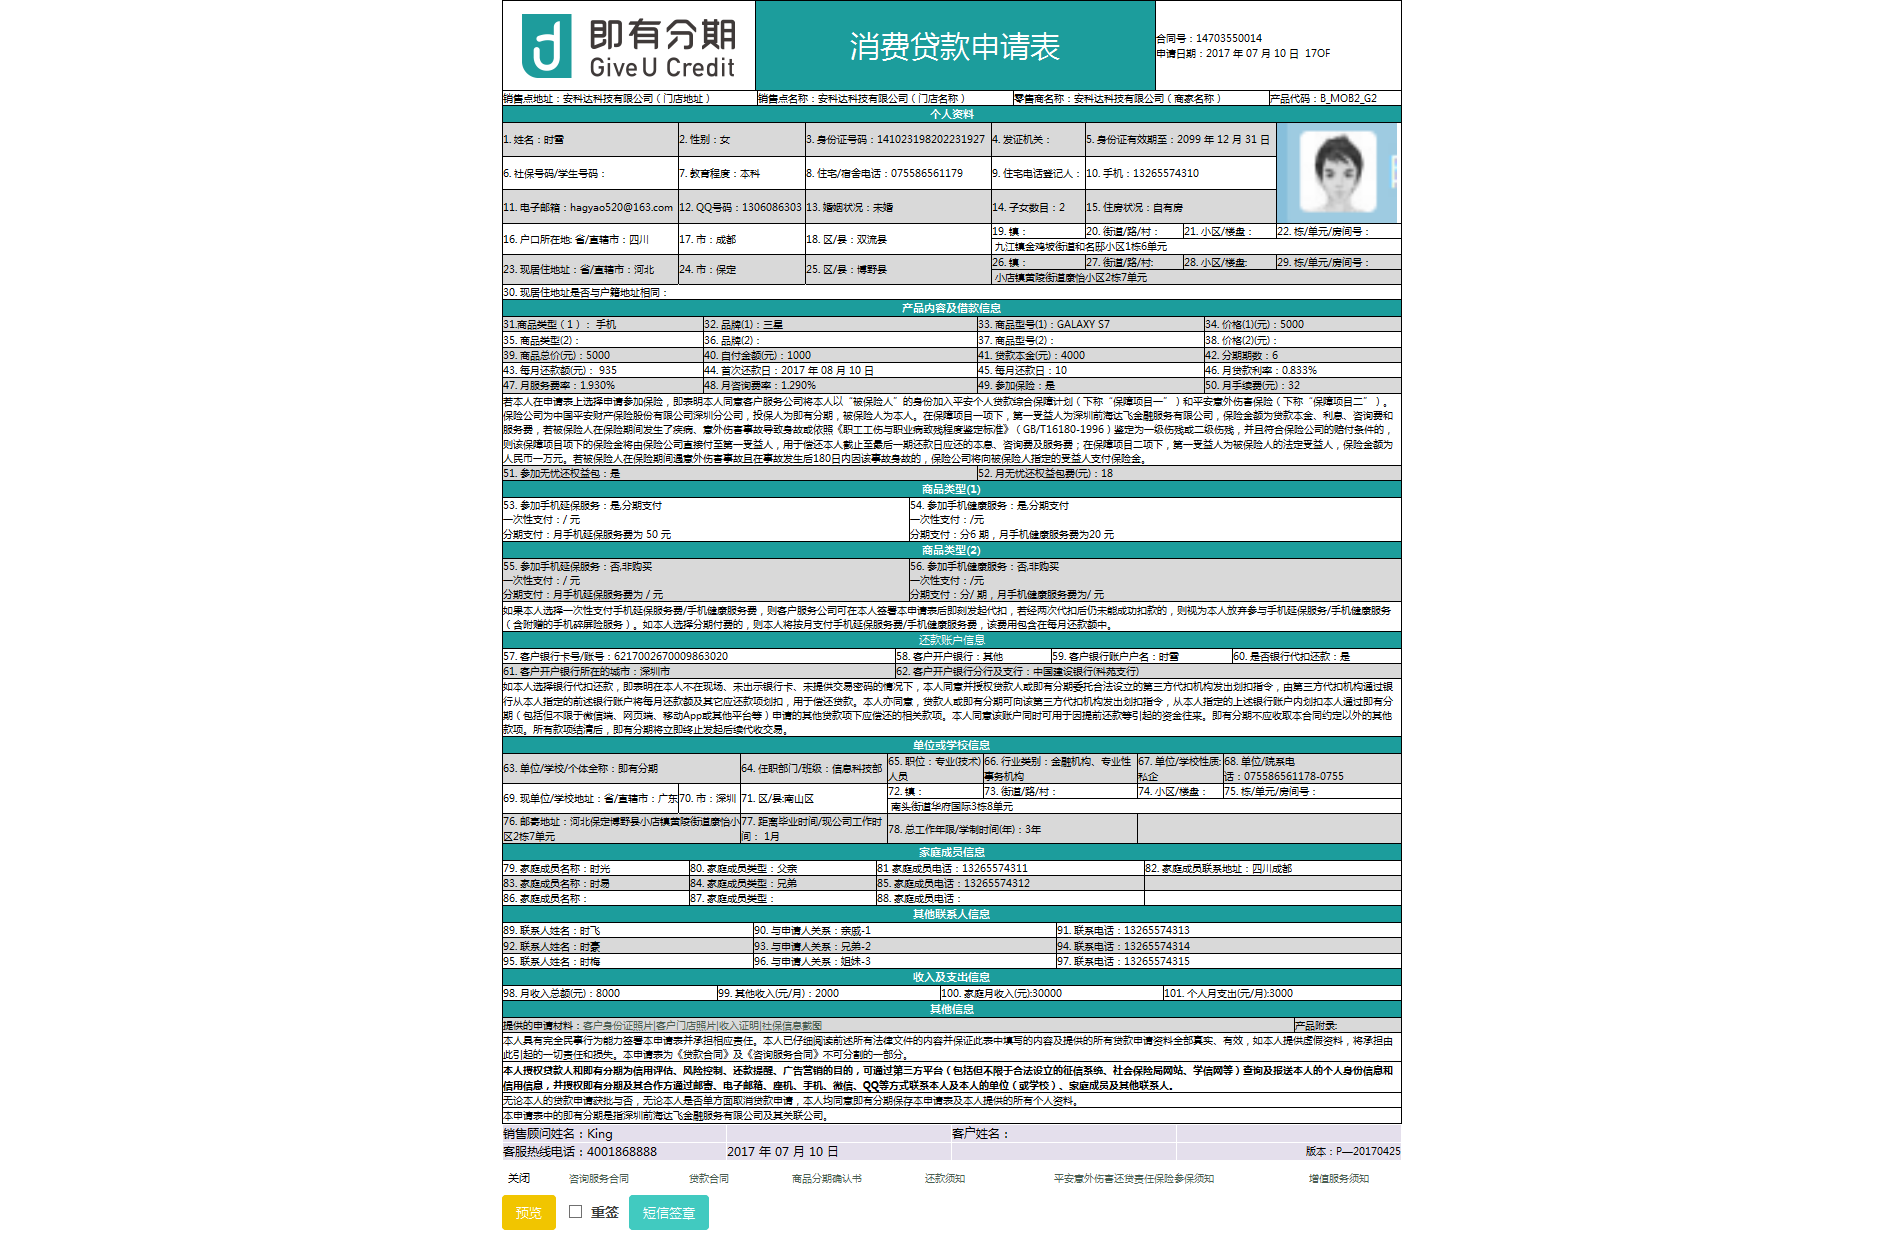 即有分期
GiveU Credit
消费贷款申请表
合同号：14703550014
申请日期：2017 年 07 月 10 日 17OF
销售点地址：安科达科技有限公司（门店地址） 销售点名称：安科达科技有限公司（门店名称） 零售商名称：安科达科技有限公司（商家名称） 产品代码：B_MOB2_G2
个人资料
1. 姓名：时雪 2. 性别：女 3. 身份证号码：141023198202231927 4. 发证机关： 5. 身份证有效期至：2099 年 12 月 31 日
6. 社保号码/学生号码： 7. 教育程度：本科 8. 住宅/宿舍电话：075586561179 9. 住宅电话登记人： 10. 手机：13265574310
11. 电子邮箱：hagyao520@163.com 12. QQ号码：1306086303 13. 婚姻状况：未婚 14. 子女数目：2 15. 住房状况：自有房
16. 户口所在地: 省/直辖市：四川 17. 市：成都 18. 区/县：双流县 19. 镇： 20. 街道/路/村： 21. 小区/楼盘： 22. 栋/单元/房间号：
九江镇金鸡坡街道和名邸小区1栋6单元
23. 现居住地址：省/直辖市：河北 24. 市：保定 25. 区/县：博野县 26. 镇： 27. 街道/路/村: 28. 小区/楼盘: 29. 栋/单元/房间号：
小店镇黄陵街道康怡小区2栋7单元
30. 现居住地址是否与户籍地址相同：
产品内容及借款信息
31.商品类型（1）： 手机 32. 品牌(1)：三星 33. 商品型号(1)：GALAXY S7 34. 价格(1)(元)：5000
35. 商品类型(2)： 36. 品牌(2)： 37. 商品型号(2)： 38. 价格(2)(元)：
39. 商品总价(元)：5000 40. 自付金额(元)：1000 41. 贷款本金(元)：4000 42. 分期期数：6
43. 每月还款额(元)： 935 44. 首次还款日：2017 年 08 月 10 日 45. 每月还款日：10 46. 月贷款利率：0.833%
47. 月服务费率：1.930% 48. 月咨询费率：1.290% 49. 参加保险：是 50. 月手续费(元)：32
若本人在申请表上选择申请参加保险，即表明本人同意客户服务公司将本人以“被保险人”的身份加入平安个人贷款综合保障计划（下称“保障项目一”）和平安意外伤害保险（下称“保障项目二”）。
保险公司为中国平安财产保险股份有限公司深圳分公司，投保人为即有分期，被保险人为本人。在保障项目一项下，第一受益人为深圳前海达飞金融服务有限公司，保险金额为贷款本金、利息、咨询费和
服务费，若被保险人在保险期间发生了疾病、意外伤害事故导致身故或依照《职工工伤与职业病致残程度鉴定标准》（GB/T16180-1996）鉴定为一级伤残或二级伤残，并且符合保险公司的赔付条件的，
则该保障项目项下的保险金将由保险公司直接付至第一受益人，用于偿还本人截止至最后一期还款日应还的本息、咨询费及服务费；在保障项目二项下，第一受益人为被保险人的法定受益人，保险金额为
人民币一万元。若被保险人在保险期间遇意外伤害事故且在事故发生后180日内因该事故身故的，保险公司将向被保险人指定的受益人支付保险金。
51. 参加无忧还权益包：是 52. 月无忧还权益包费(元)：18
商品类型(1)
53. 参加手机延保服务：是,分期支付 54. 参加手机健康服务：是,分期支付
一次性支付：/ 元 一次性支付：/元
分期支付：月手机延保服务费为 50 元 分期支付：分6 期，月手机健康服务费为20 元
商品类型(2)
55. 参加手机延保服务：否,非购买 56. 参加手机健康服务：否,非购买
一次性支付：/ 元 一次性支付：/元
分期支付：月手机延保服务费为 / 元 分期支付：分/ 期，月手机健康服务费为/ 元
如果本人选择一次性支付手机延保服务费/手机健康服务费，则客户服务公司可在本人签署本申请表后即刻发起代扣，若经两次代扣后仍未能成功扣款的，则视为本人放弃参与手机延保服务/手机健康服务
（含附赠的手机碎屏险服务）。如本人选择分期付费的，则本人将按月支付手机延保服务费/手机健康服务费，该费用包含在每月还款额中。
还款账户信息
57. 客户银行卡号/账号：6217002670009863020 58. 客户开户银行：其他 59. 客户银行账户户名：时雪 60. 是否银行代扣还款：是
61. 客户开户银行所在的城市：深圳市 62. 客户开户银行分行及支行：中国建设银行(科苑支行)
如本人选择银行代扣还款，即表明在本人不在现场、未出示银行卡、未提供交易密码的情况下，本人同意并授权贷款人或即有分期委托合法设立的第三方代扣机构发出划扣指令，由第三方代扣机构通过银
行从本人指定的前述银行账户将每月还款额及其它应还款项划扣，用于偿还贷款。本人亦同意，贷款人或即有分期可向该第三方代扣机构发出划扣指令，从本人指定的上述银行账户内划扣本人通过即有分
期（包括但不限于微信端、网页端、移动App或其他平台等）申请的其他贷款项下应偿还的相关款项。本人同意该账户同时可用于因提前还款等引起的资金往来。即有分期不应收取本合同约定以外的其他
款项。所有款项结清后，即有分期将立即终止发起后续代收交易。
单位或学校信息
63. 单位/学校/个体全称：即有分期 64. 任职部门/班级：信息科技部 65. 职位：专业(技术)人员 66. 行业类别：金融机构、专业性事务机构 67. 单位/学校性质:私企 68. 单位/院系电话：075586561178-0755
69. 现单位/学校地址：省/直辖市：广东 70. 市：深圳 71. 区/县:南山区 72. 镇： 73. 街道/路/村： 74. 小区/楼盘： 75. 栋/单元/房间号：
南头街道华府国际3栋8单元
76. 邮寄地址：河北保定博野县小店镇黄陵街道康怡小区2栋7单元 77. 距离毕业时间/现公司工作时间： 1月 78. 总工作年限/学制时间(年)：3年
家庭成员信息
79. 家庭成员名称：时光 80. 家庭成员类型：父亲 81 家庭成员电话：13265574311 82. 家庭成员联系地址：四川成都
83. 家庭成员名称：时易 84. 家庭成员类型：兄弟 85. 家庭成员电话：13265574312
86. 家庭成员名称： 87. 家庭成员类型： 88. 家庭成员电话：
其他联系人信息
89. 联系人姓名：时飞 90. 与申请人关系：亲戚-1 91. 联系电话：13265574313
92. 联系人姓名：时豪 93. 与申请人关系：兄弟-2 94. 联系电话：13265574314
95. 联系人姓名：时梅 96. 与申请人关系：姐妹-3 97. 联系电话：13265574315
收入及支出信息
98. 月收入总额(元)：8000 99. 其他收入(元/月)：2000 100. 家庭月收入(元):30000 101. 个人月支出(元/月):3000
其他信息
提供的申请材料：客户身份证照片|客户门店照片|收入证明|社保信息截图 产品附录:
本人具有完全民事行为能力签署本申请表并承担相应责任。本人已仔细阅读前述所有法律文件的内容并保证此表中填写的内容及提供的所有贷款申请资料全部真实、有效，如本人提供虚假资料，将承担由
此引起的一切责任和损失。本申请表为《贷款合同》及《咨询服务合同》不可分割的一部分。
本人授权贷款人和即有分期为信用评估、风险控制、还款提醒、广告营销的目的，可通过第三方平台（包括但不限于合法设立的征信系统、社会保险局网站、学信网等）查询及报送本人的个人身份信息和
信用信息，并授权即有分期及其合作方通过邮寄、电子邮箱、座机、手机、微信、QQ等方式联系本人及本人的单位（或学校）、家庭成员及其他联系人。
无论本人的贷款申请获批与否，无论本人是否单方面取消贷款申请，本人均同意即有分期保存本申请表及本人提供的所有个人资料。
本申请表中的即有分期是指深圳前海达飞金融服务有限公司及其关联公司。
销售顾问姓名：King 客户姓名：
客服热线电话：4001868888 2017 年 07 月 10 日 版本：P—20170425
关闭 咨询服务合同 贷款合同 商品分期确认书 还款须知 平安意外伤害还贷责任保险参保须知 增值服务须知
预览 重签 短信签章